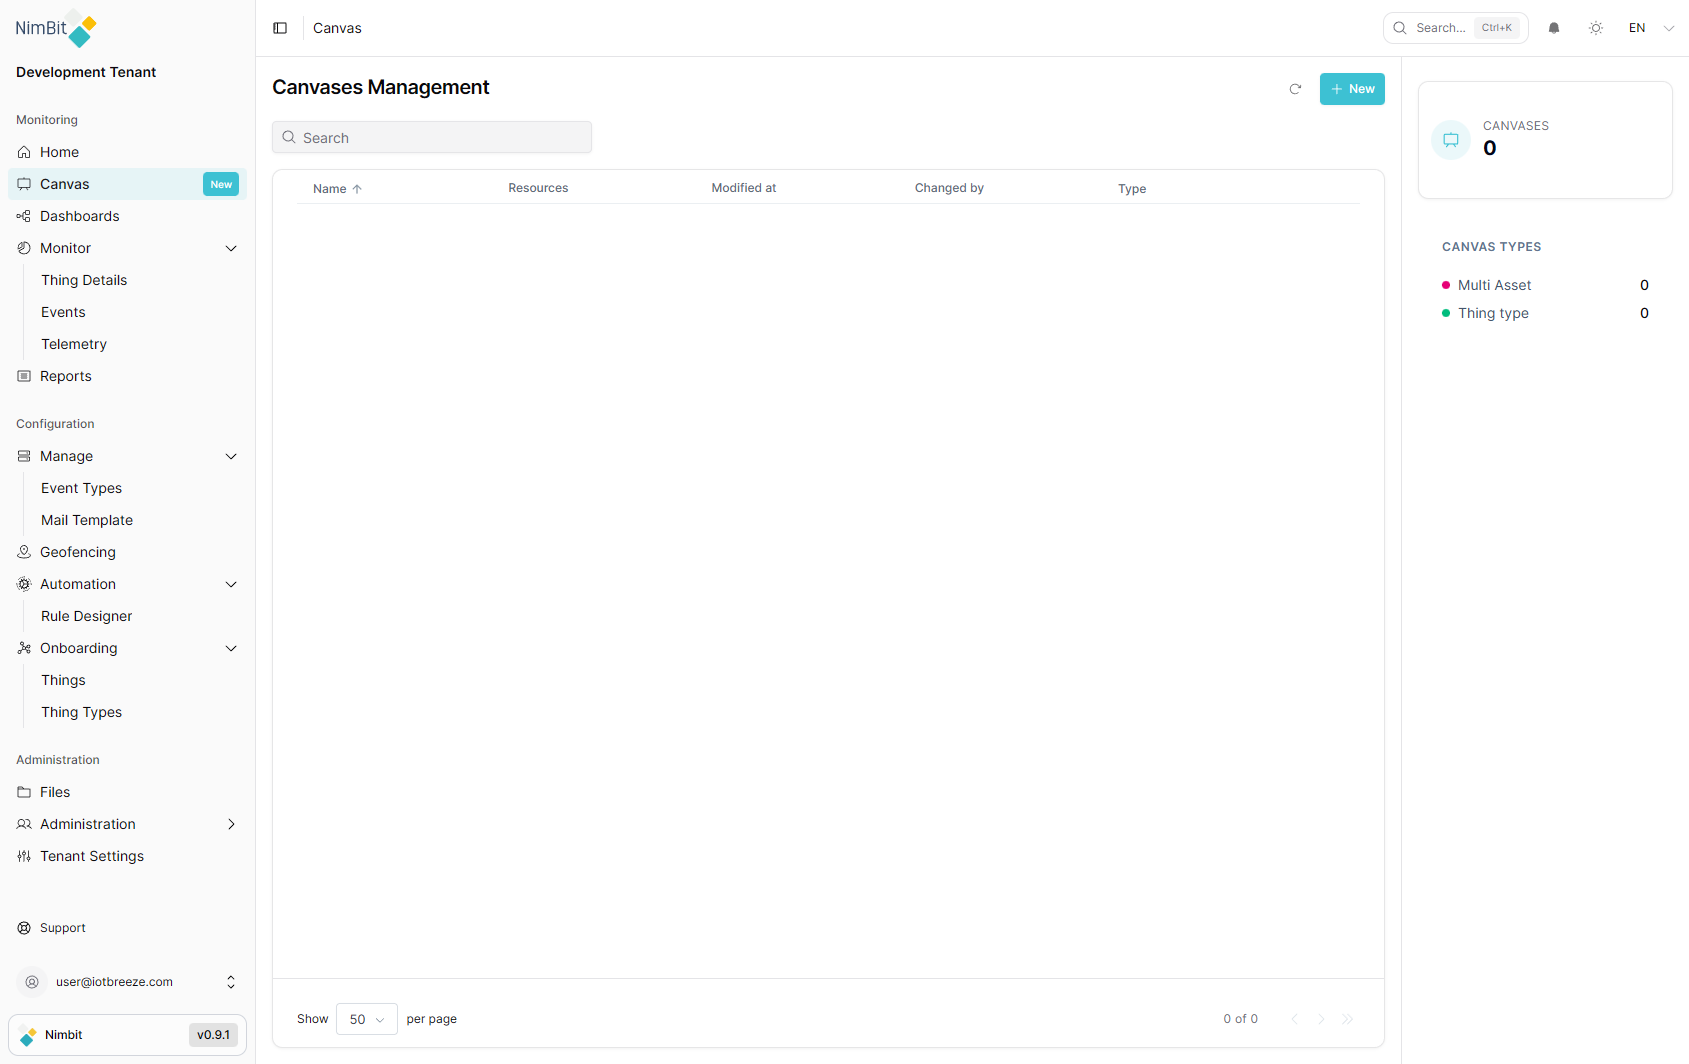 NimBit
Development Tenant
Monitoring
Home
Canvas New
Dashboards
Monitor
Thing Details
Events
Telemetry
Reports
Configuration
Manage
Event Types
Mail Template
Geofencing
Automation
Rule Designer
Onboarding
Things
Thing Types
Administration
Files
Administration
Tenant Settings
Support
user@iotbreeze.com
Nimbit v0.9.1
Canvas
Search... Ctrl+K EN
Canvases Management
New
Search
Name Resources Modified at Changed by Type
Show 50 per page
0 of 0
CANVASES
0
CANVAS TYPES
Multi Asset 0
Thing type 0